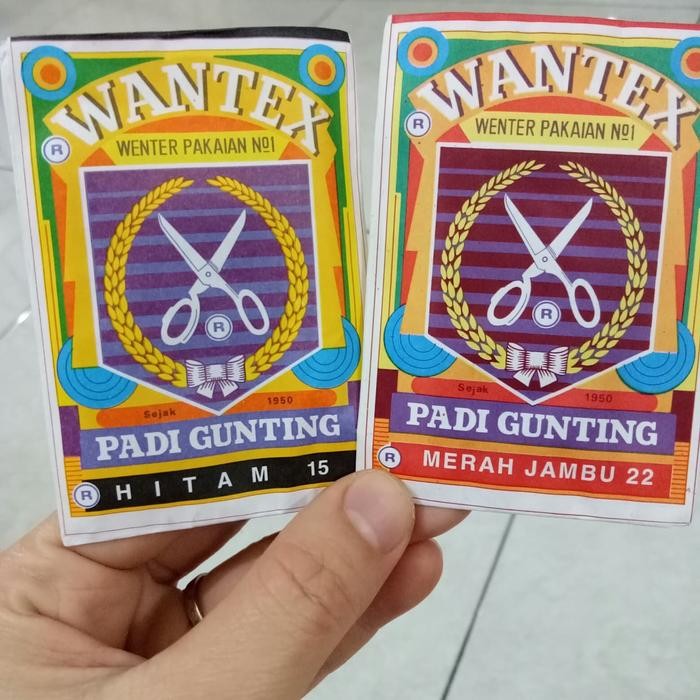 WANTEX
® WENTER PAKAIAN №1
®
Sejak 1950
PADI GUNTING
® HITAM 15
WANTEX
® WENTER PAKAIAN №1
®
Sejak 1950
PADI GUNTING
® MERAH JAMBU 22